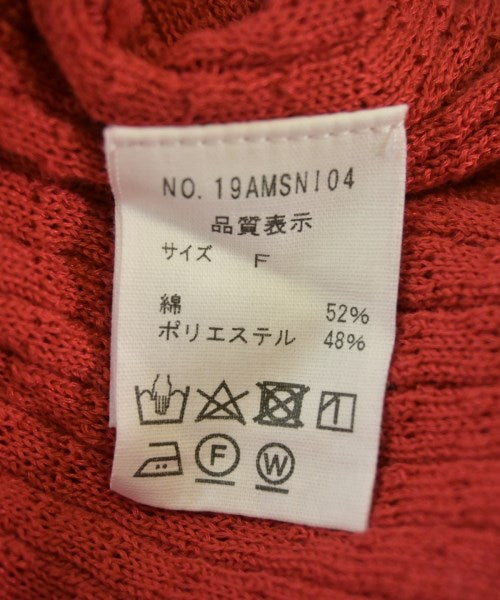 NO. 19AMSNI04
品質表示
サイズ F
綿 52%
ポリエステル 48%
F W